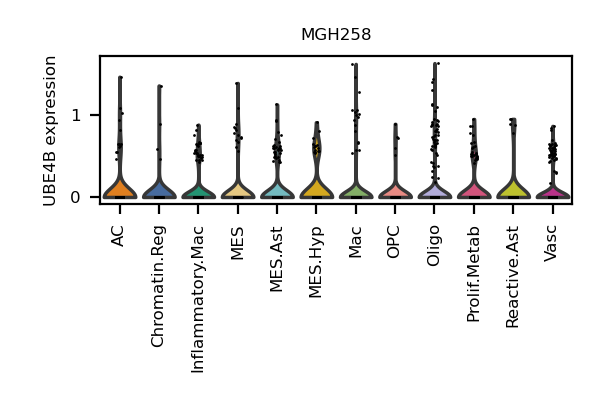 MGH258
UBE4B expression
1
0
AC
Chromatin.Reg
Inflammatory.Mac
MES
MES.Ast
MES.Hyp
Mac
OPC
Oligo
Prolif.Metab
Reactive.Ast
Vasc